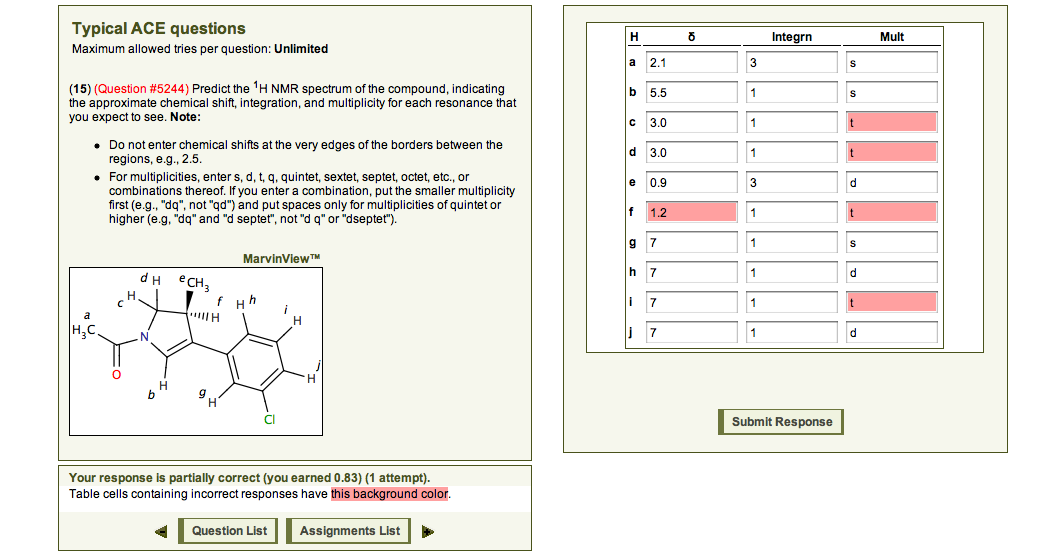 Typical ACE questions
Maximum allowed tries per question: Unlimited
(15) (Question #5244) Predict the ¹H NMR spectrum of the compound, indicating
the approximate chemical shift, integration, and multiplicity for each resonance that
you expect to see. Note:
• Do not enter chemical shifts at the very edges of the borders between the
regions, e.g., 2.5.
• For multiplicities, enter s, d, t, q, quintet, sextet, septet, octet, etc., or
combinations thereof. If you enter a combination, put the smaller multiplicity
first (e.g., "dq", not "qd") and put spaces only for multiplicities of quintet or
higher (e.g, "dq" and "d septet", not "d q" or "dseptet").
MarvinView™
d H e CH₃
c H f H h
H i H
a
H₃C N
O H j H
b g H
Cl
Your response is partially correct (you earned 0.83) (1 attempt).
Table cells containing incorrect responses have this background color.
Question List Assignments List
H δ Integrn Mult
a 2.1 3 s
b 5.5 1 s
c 3.0 1 t
d 3.0 1 t
e 0.9 3 d
f 1.2 1 t
g 7 1 s
h 7 1 d
i 7 1 t
j 7 1 d
Submit Response